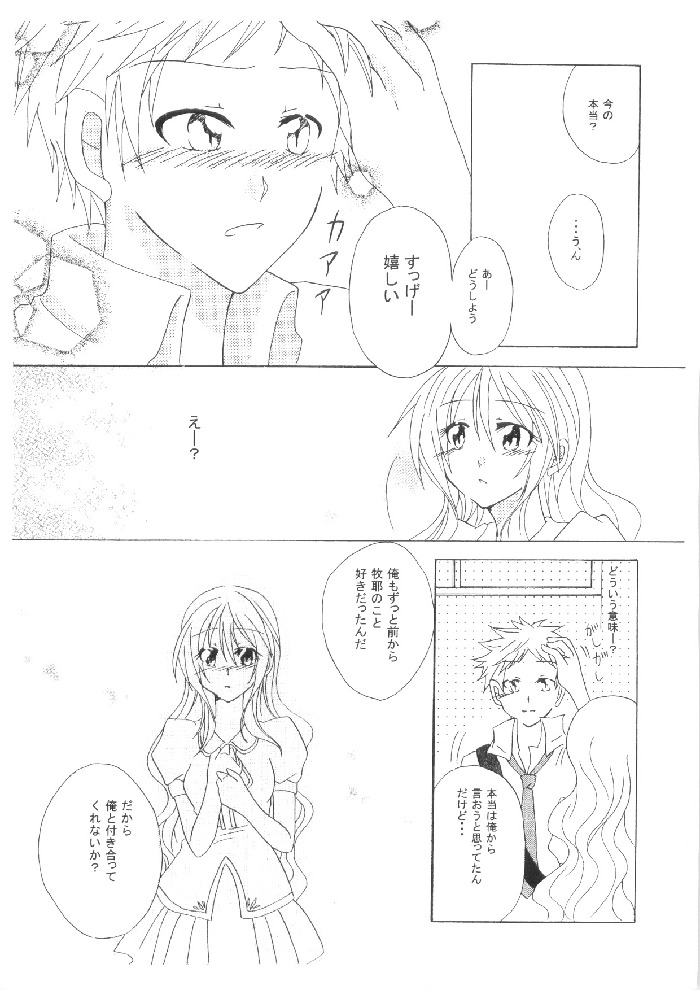 今の
本当?
・・・う、ん
あー
どうしよう
すっげー
嬉しい
カアァァ
えー?
どういう意味ー?
がしがし
本当は俺から
言おうと思ってたん
だけど・・・
俺もずっと前から
牧耶のこと
好きだったんだ
だから
俺と付き合って
くれないか?